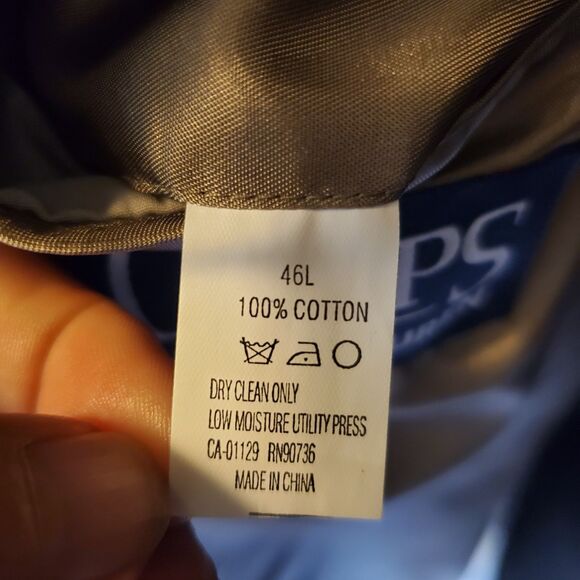 46L
100% COTTON
DRY CLEAN ONLY
LOW MOISTURE UTILITY PRESS
CA-01129 RN90736
MADE IN CHINA